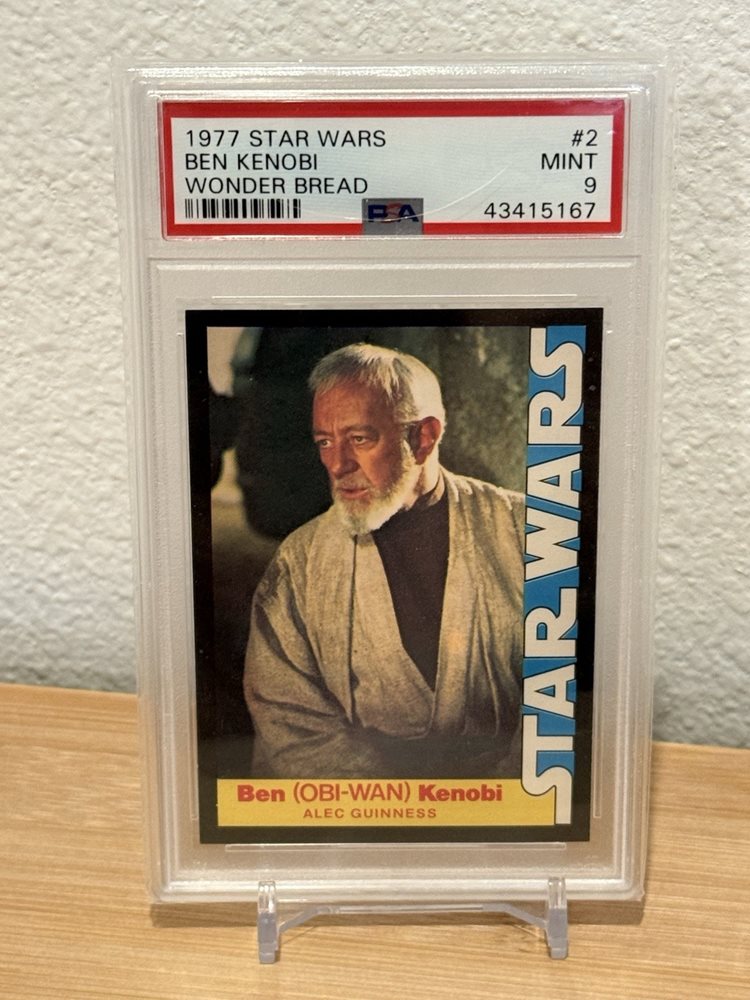 1977 STAR WARS #2
BEN KENOBI MINT
WONDER BREAD 9
PSA 43415167
STAR WARS
Ben (OBI-WAN) Kenobi
ALEC GUINNESS